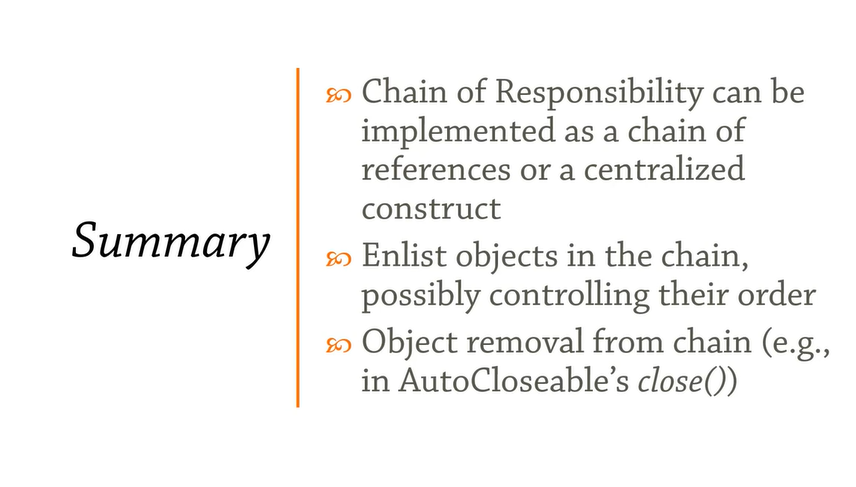 Summary
Chain of Responsibility can be
implemented as a chain of
references or a centralized
construct
Enlist objects in the chain,
possibly controlling their order
Object removal from chain (e.g.,
in AutoCloseable’s close())